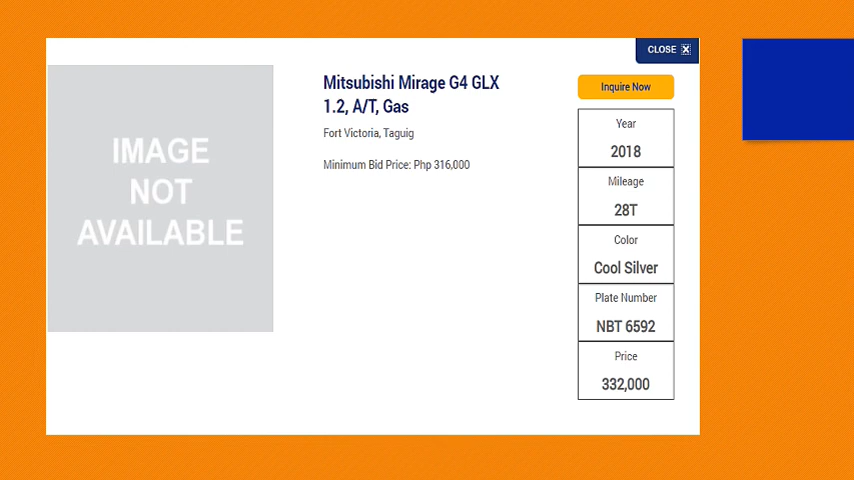 CLOSE X
IMAGE
NOT
AVAILABLE
Mitsubishi Mirage G4 GLX
1.2, A/T, Gas
Fort Victoria, Taguig
Minimum Bid Price: Php 316,000
Inquire Now
Year
2018
Mileage
28T
Color
Cool Silver
Plate Number
NBT 6592
Price
332,000